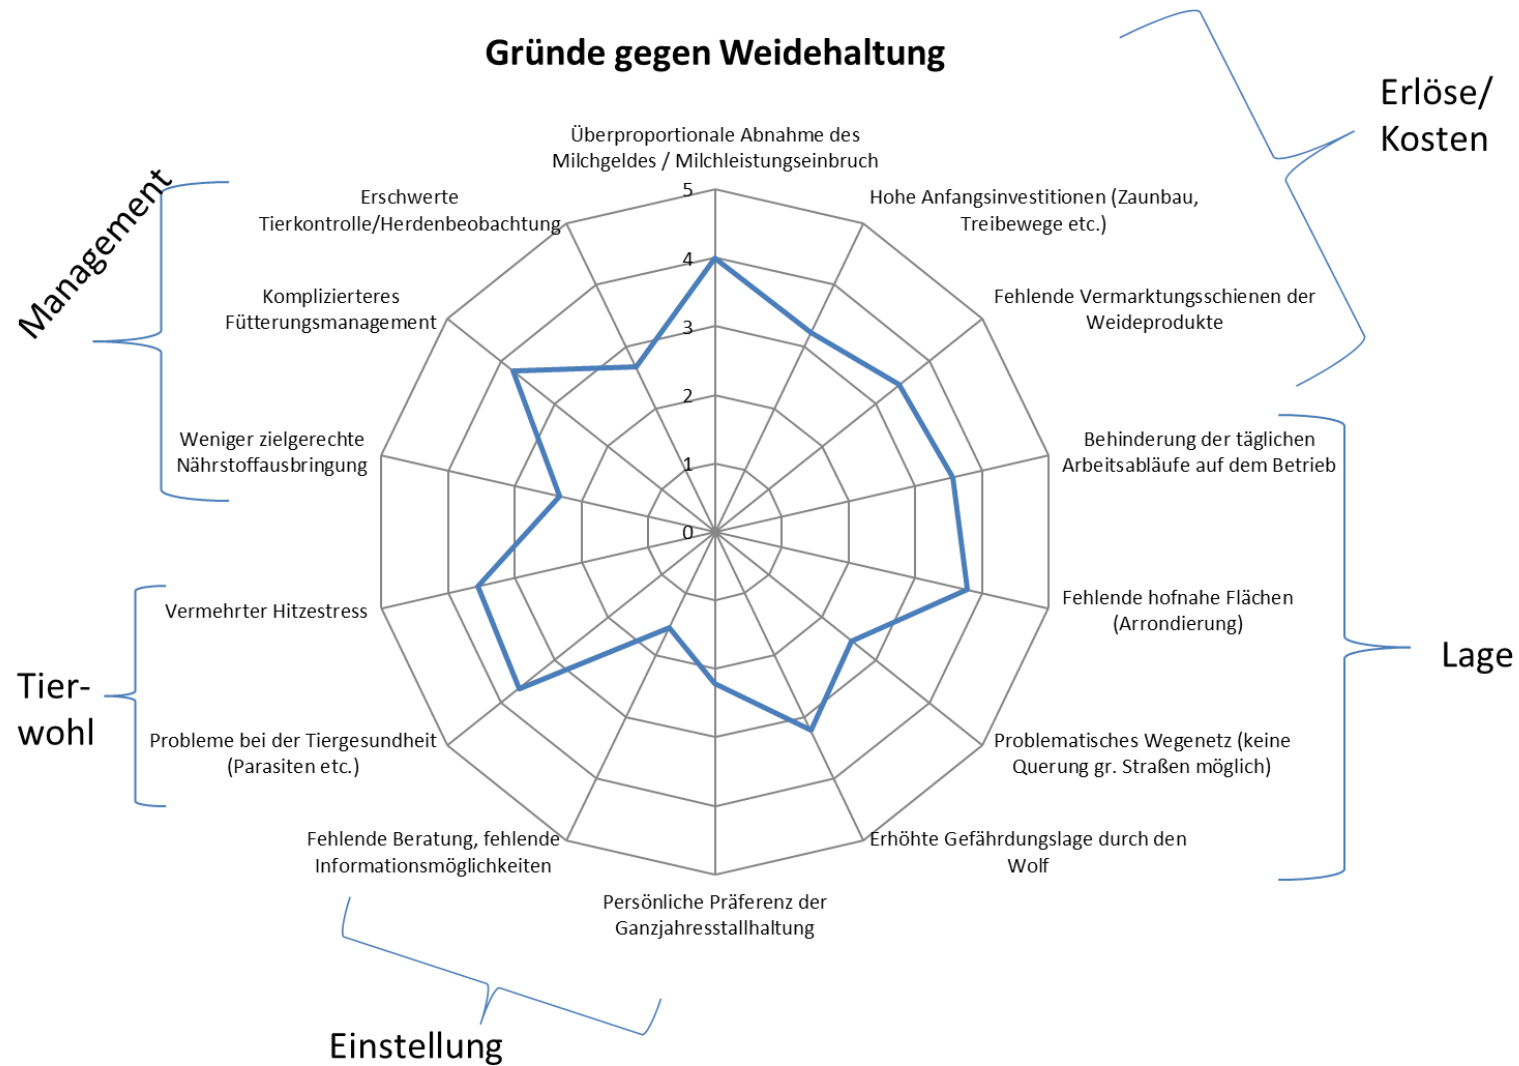 Gründe gegen Weidehaltung
Erlöse/
Kosten
Überproportionale Abnahme des
Milchgeldes / Milchleistungseinbruch
Hohe Anfangsinvestitionen (Zaunbau,
Treibewege etc.)
Fehlende Vermarktungsschienen der
Weideprodukte
Behinderung der täglichen
Arbeitsabläufe auf dem Betrieb
Fehlende hofnahe Flächen
(Arrondierung)
Lage
Problematisches Wegenetz (keine
Querung gr. Straßen möglich)
Erhöhte Gefährdungslage durch den
Wolf
Persönliche Präferenz der
Ganzjahresstallhaltung
Fehlende Beratung, fehlende
Informationsmöglichkeiten
Einstellung
Probleme bei der Tiergesundheit
(Parasiten etc.)
Vermehrter Hitzestress
Tier-
wohl
Weniger zielgerechte
Nährstoffausbringung
Komplizierteres
Fütterungsmanagement
Erschwerte
Tierkontrolle/Herdenbeobachtung
Management
5
4
3
2
1
0